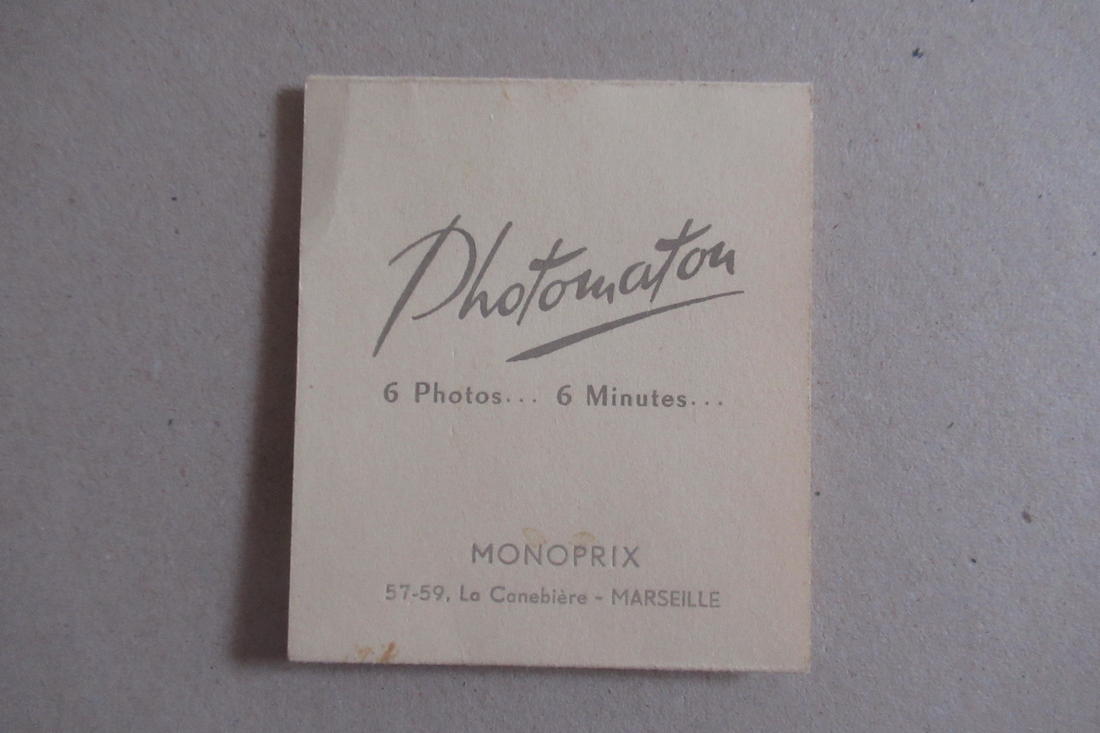 Photomaton
6 Photos... 6 Minutes...
MONOPRIX
57-59, La Canebière - MARSEILLE